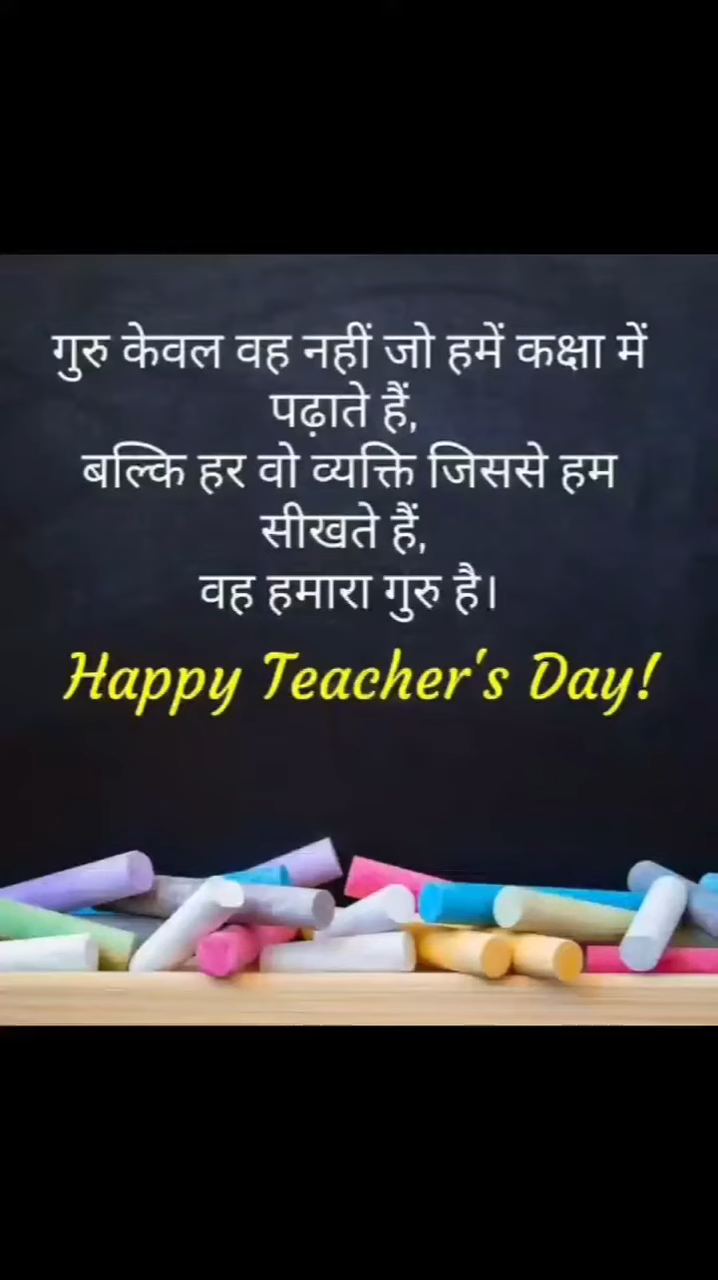 गुरु केवल वह नहीं जो हमें कक्षा में
पढ़ाते हैं,
बल्कि हर वो व्यक्ति जिससे हम
सीखते हैं,
वह हमारा गुरु है।
Happy Teacher's Day!